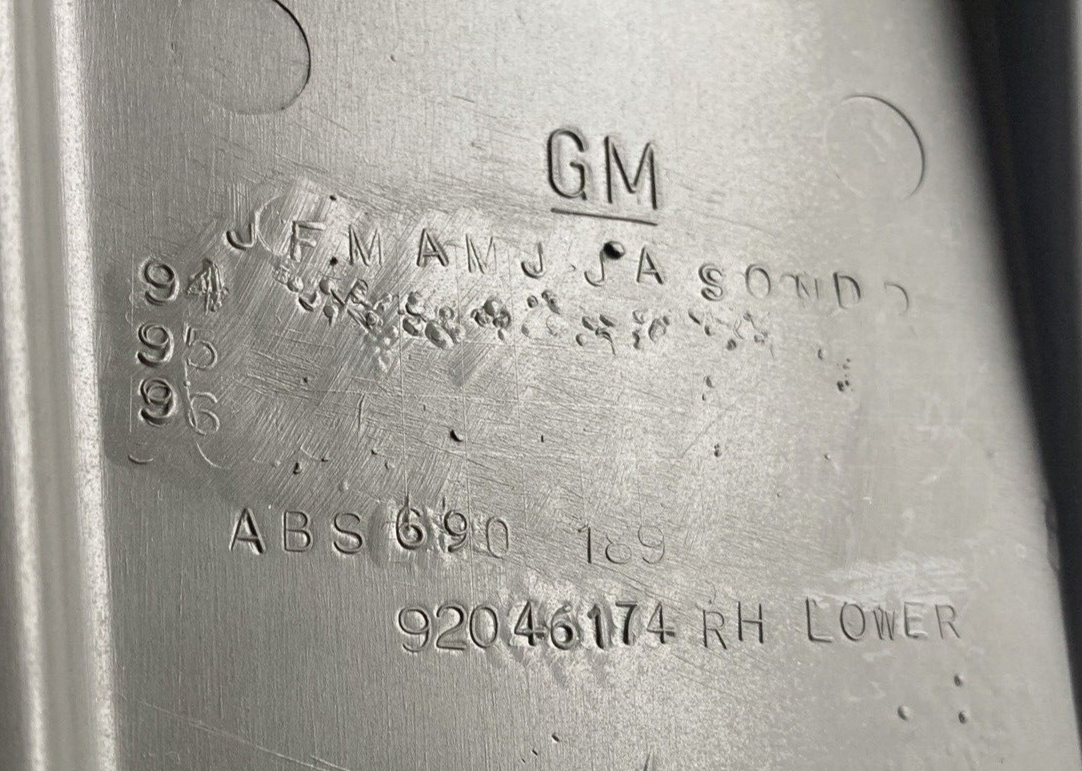 GM
J F M A M J J A S O N D
94
95
96
ABS 690 189
92046174 RH LOWER